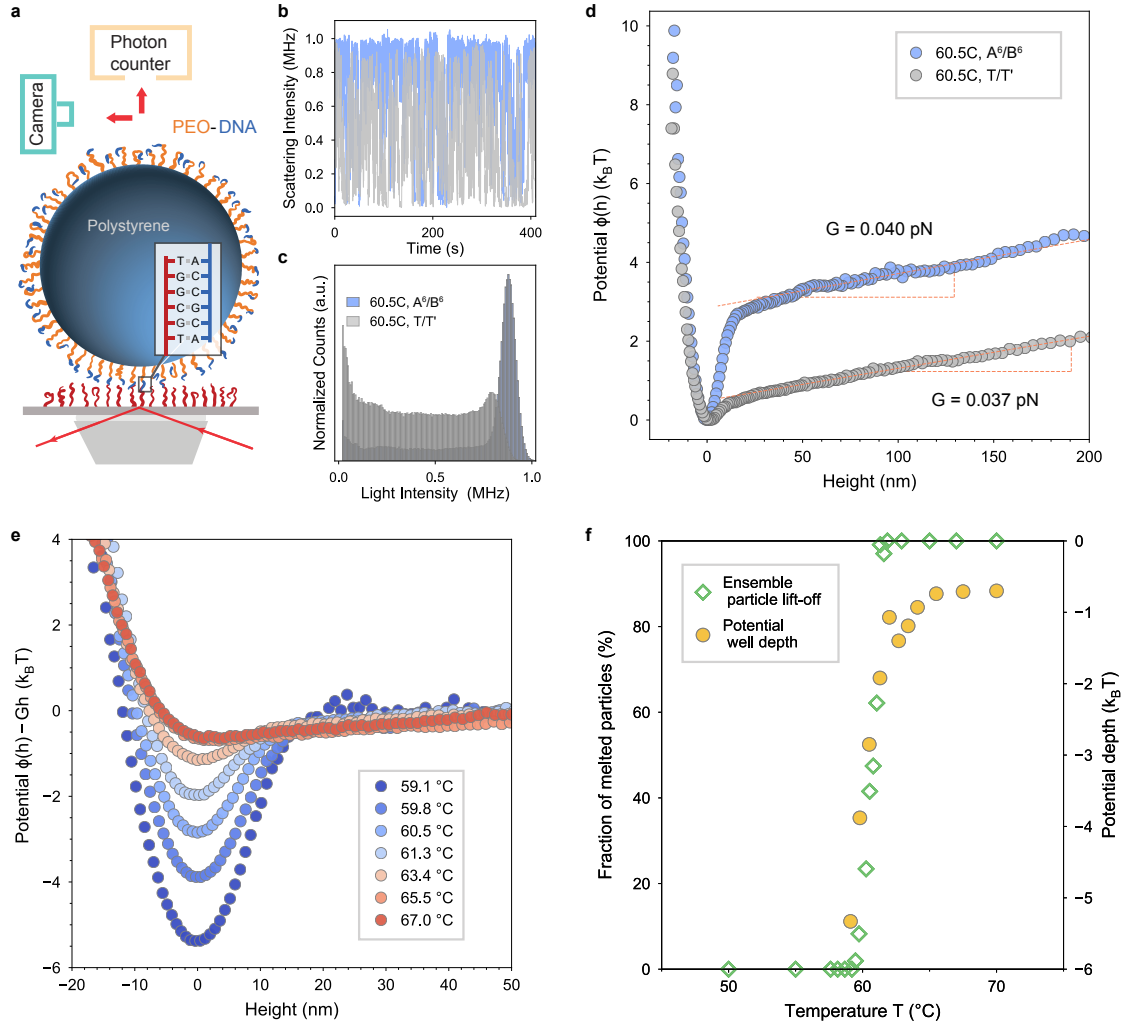 a
Photon
counter
Camera
PEO-DNA
Polystyrene
T = A
G = C
G = C
C = G
G = C
T = A
b
Scattering Intensity (MHz)
1.0
0.8
0.6
0.4
0.2
0.0
0
200
400
Time (s)
c
Normalized Counts (a.u.)
60.5C, A⁶/B⁶
60.5C, T/T'
0.0
0.5
1.0
Light Intensity (MHz)
d
Potential ϕ(h) (k_B T)
10
8
6
4
2
0
60.5C, A⁶/B⁶
60.5C, T/T'
G = 0.040 pN
G = 0.037 pN
0
50
100
150
200
Height (nm)
e
Potential ϕ(h) – Gh (k_B T)
4
2
0
−2
−4
−6
59.1 °C
59.8 °C
60.5 °C
61.3 °C
63.4 °C
65.5 °C
67.0 °C
−20
−10
0
10
20
30
40
50
Height (nm)
f
Fraction of melted particles (%)
100
80
60
40
20
0
Ensemble
particle lift-off
Potential
well depth
0
−1
−2
−3
−4
−5
−6
Potential depth (k_B T)
50
60
70
Temperature T (°C)